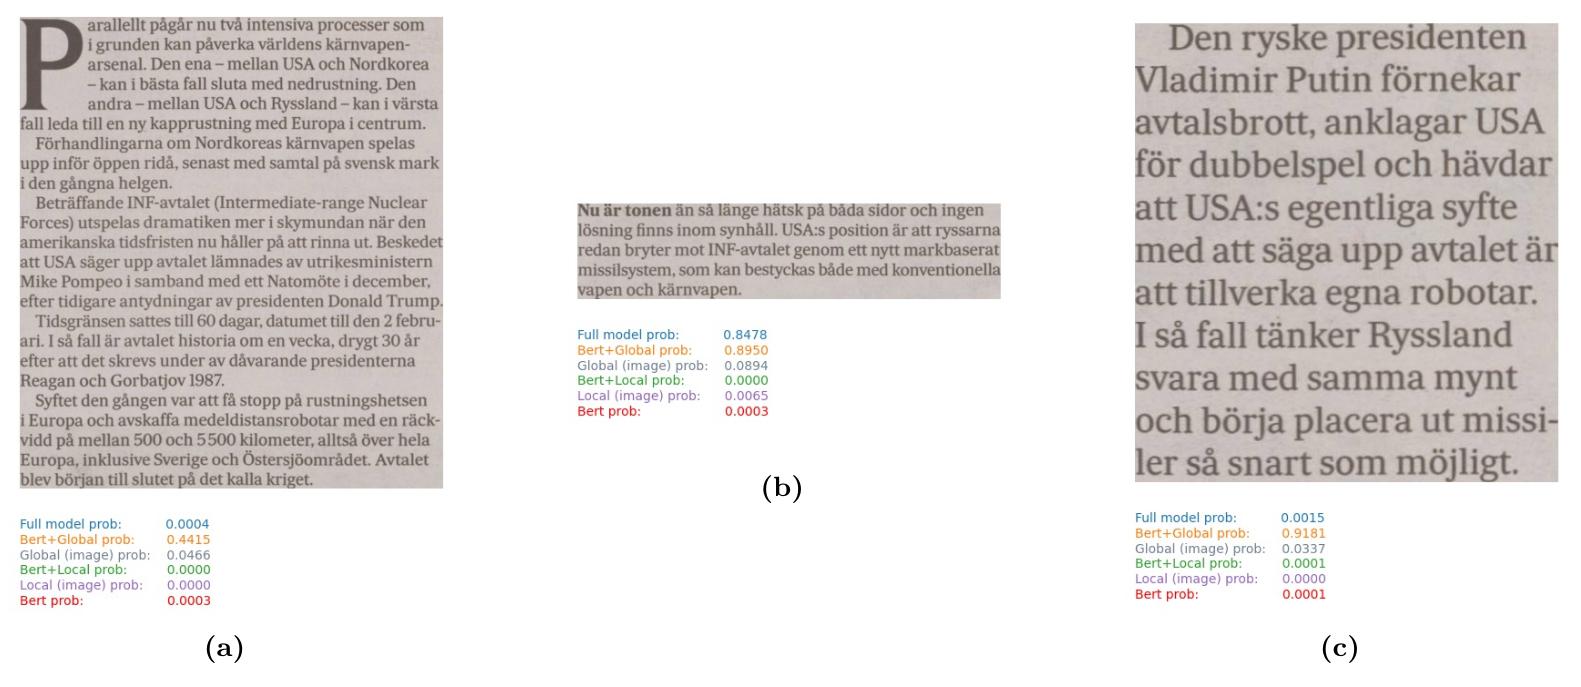 Parallellt pågår nu två intensiva processer som
i grunden kan påverka världens kärnvapen-
arsenal. Den ena – mellan USA och Nordkorea
– kan i bästa fall sluta med nedrustning. Den
andra – mellan USA och Ryssland – kan i värsta
fall leda till en ny kapprustning med Europa i centrum.
Förhandlingarna om Nordkoreas kärnvapen spelas
upp inför öppen ridå, senast med samtal på svensk mark
i den gångna helgen.
Beträffande INF-avtalet (Intermediate-range Nuclear
Forces) utspelas dramatiken mer i skymundan när den
amerikanska tidsfristen nu håller på att rinna ut. Beskedet
att USA säger upp avtalet lämnades av utrikesministern
Mike Pompeo i samband med ett Natomöte i december,
efter tidigare antydningar av presidenten Donald Trump.
Tidsgränsen sattes till 60 dagar, datumet till den 2 febru-
ari. I så fall är avtalet historia om en vecka, drygt 30 år
efter att det skrevs under av dåvarande presidenterna
Reagan och Gorbatjov 1987.
Syftet den gången var att få stopp på rustningshetsen
i Europa och avskaffa medeldistansrobotar med en räck-
vidd på mellan 500 och 5 500 kilometer, alltså över hela
Europa, inklusive Sverige och Östersjöområdet. Avtalet
blev början till slutet på det kalla kriget.
Full model prob: 0.0004
Bert+Global prob: 0.4415
Global (image) prob: 0.0466
Bert+Local prob: 0.0000
Local (image) prob: 0.0000
Bert prob: 0.0003
(a)
Nu är tonen än så länge hätsk på båda sidor och ingen
lösning finns inom synhåll. USA:s position är att ryssarna
redan bryter mot INF-avtalet genom ett nytt markbaserat
missilsystem, som kan bestyckas både med konventionella
vapen och kärnvapen.
Full model prob: 0.8478
Bert+Global prob: 0.8950
Global (image) prob: 0.0894
Bert+Local prob: 0.0000
Local (image) prob: 0.0065
Bert prob: 0.0003
(b)
Den ryske presidenten
Vladimir Putin förnekar
avtalsbrott, anklagar USA
för dubbelspel och hävdar
att USA:s egentliga syfte
med att säga upp avtalet är
att tillverka egna robotar.
I så fall tänker Ryssland
svara med samma mynt
och börja placera ut missi-
ler så snart som möjligt.
Full model prob: 0.0015
Bert+Global prob: 0.9181
Global (image) prob: 0.0337
Bert+Local prob: 0.0001
Local (image) prob: 0.0000
Bert prob: 0.0001
(c)